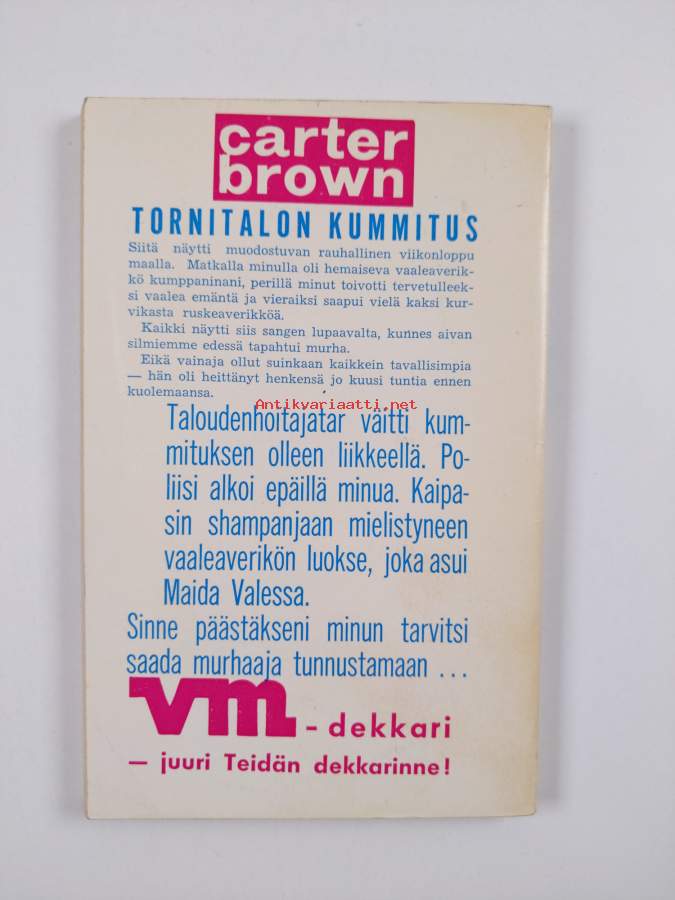 carter
brown
TORNITALON KUMMITUS
Siitä näytti muodostuvan rauhallinen viikonloppu
maalla. Matkalla minulla oli hemaiseva vaaleaverik-
kö kumppaninani, perillä minut toivotti tervetulleek-
si vaalea emäntä ja vieraiksi saapui vielä kaksi kur-
vikasta ruskeaverikköä.
Kaikki näytti siis sangen lupaavalta, kunnes aivan
silmiemme edessä tapahtui murha.
Eikä vainaja ollut suinkaan kaikkein tavallisimpia
— hän oli heittänyt henkensä jo kuusi tuntia ennen
kuolemaansa.
Antikvariaatti.net
Taloudenhoitajatar väitti kum-
mituksen olleen liikkeellä. Po-
liisi alkoi epäillä minua. Kaipa-
sin shampanjaan mielistyneen
vaaleaverikön luokse, joka asui
Maida Valessa.
Sinne päästäkseni minun tarvitsi
saada murhaaja tunnustamaan ...
vm - dekkari
— juuri Teidän dekkarinne!